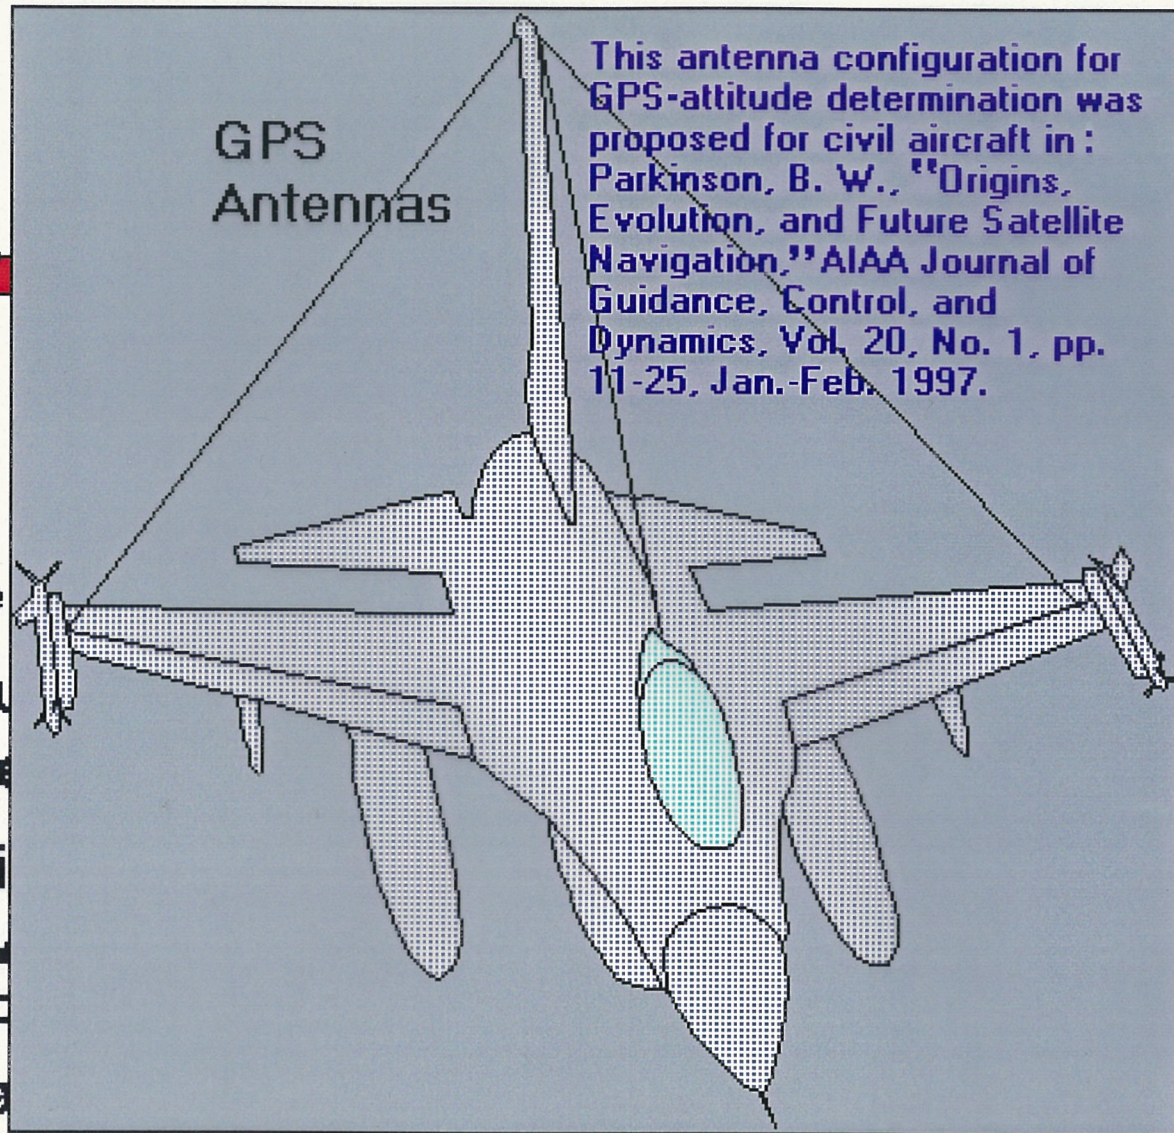 GPS
Antennas
This antenna configuration for
GPS-attitude determination was
proposed for civil aircraft in:
Parkinson, B. W., "Origins,
Evolution, and Future Satellite
Navigation," AIAA Journal of
Guidance, Control, and
Dynamics, Vol. 20, No. 1, pp.
11-25, Jan.-Feb. 1997.